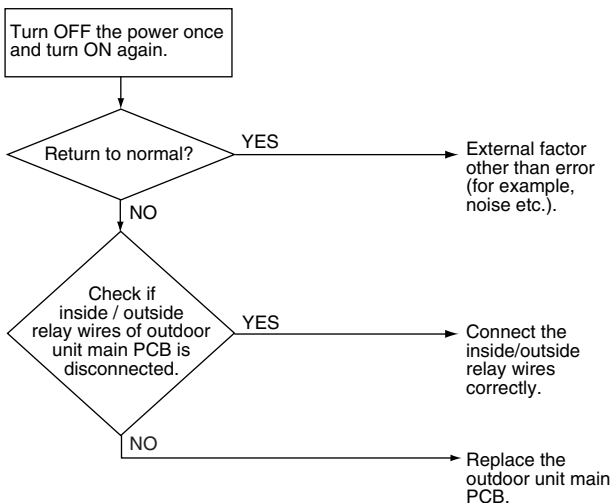 Turn OFF the power once
and turn ON again.
Return to normal?
YES
External factor
other than error
(for example,
noise etc.).
NO
Check if
inside / outside
relay wires of outdoor
unit main PCB is
disconnected.
YES
Connect the
inside/outside
relay wires
correctly.
NO
Replace the
outdoor unit main
PCB.